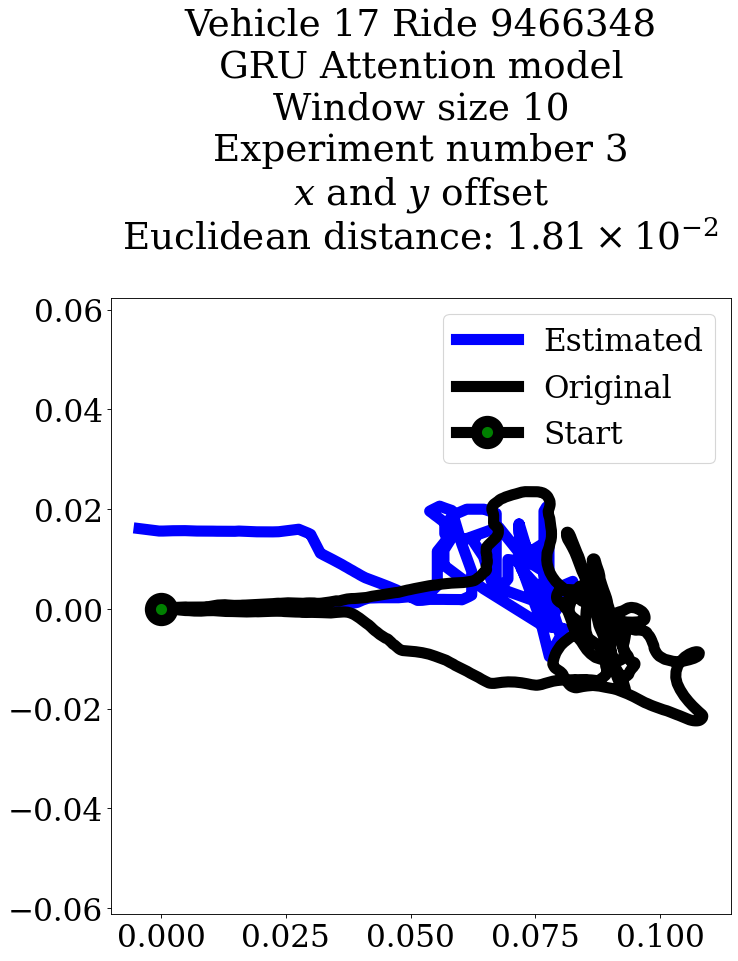 Vehicle 17 Ride 9466348
GRU Attention model
Window size 10
Experiment number 3
x and y offset
Euclidean distance: 1.81 × 10⁻²
0.06
Estimated
Original
Start
0.04
0.02
0.00
−0.02
−0.04
−0.06
0.000 0.025 0.050 0.075 0.100